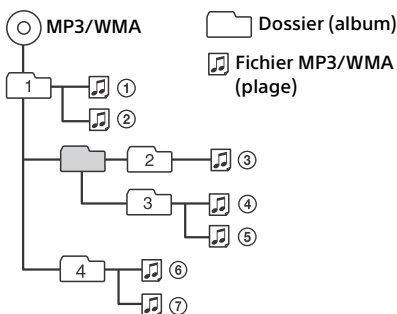 MP3/WMA
Dossier (album)
Fichier MP3/WMA
(plage)
1
①
②
2
③
3
④
⑤
4
⑥
⑦